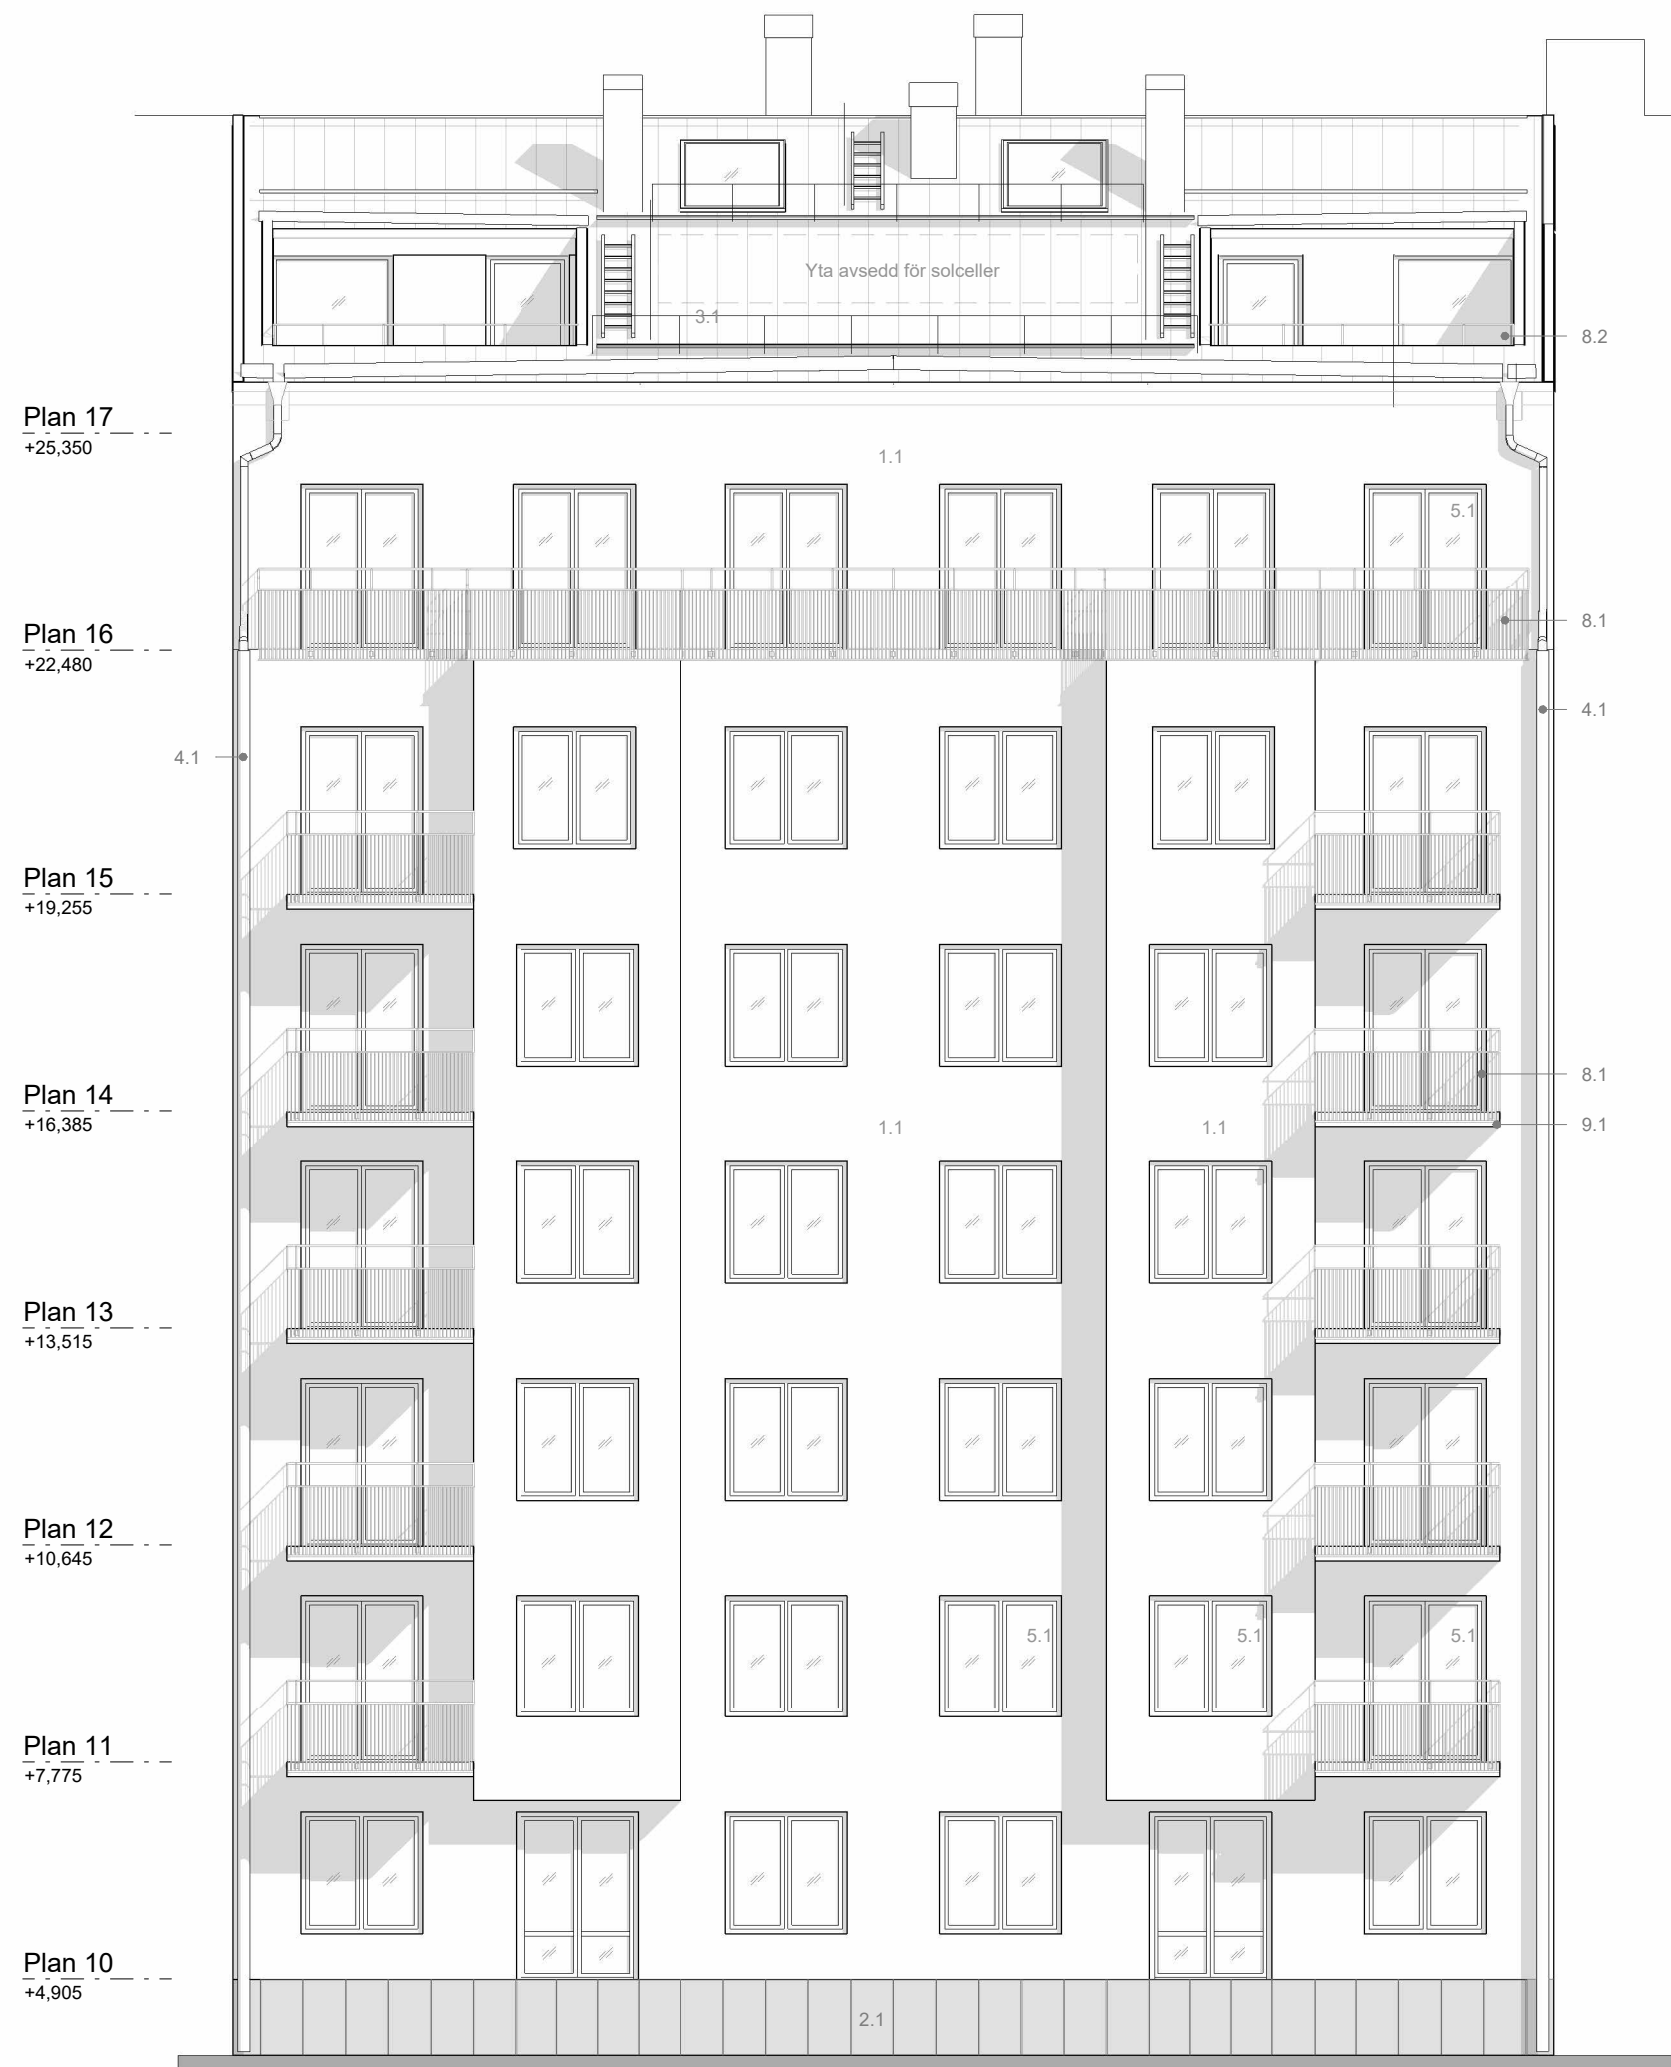 Yta avsedd för solceller
3.1
8.2
Plan 17
+25,350
1.1
5.1
8.1
Plan 16
+22,480
4.1
4.1
Plan 15
+19,255
8.1
Plan 14
+16,385
1.1
1.1
9.1
Plan 13
+13,515
Plan 12
+10,645
5.1
5.1
5.1
Plan 11
+7,775
Plan 10
+4,905
2.1